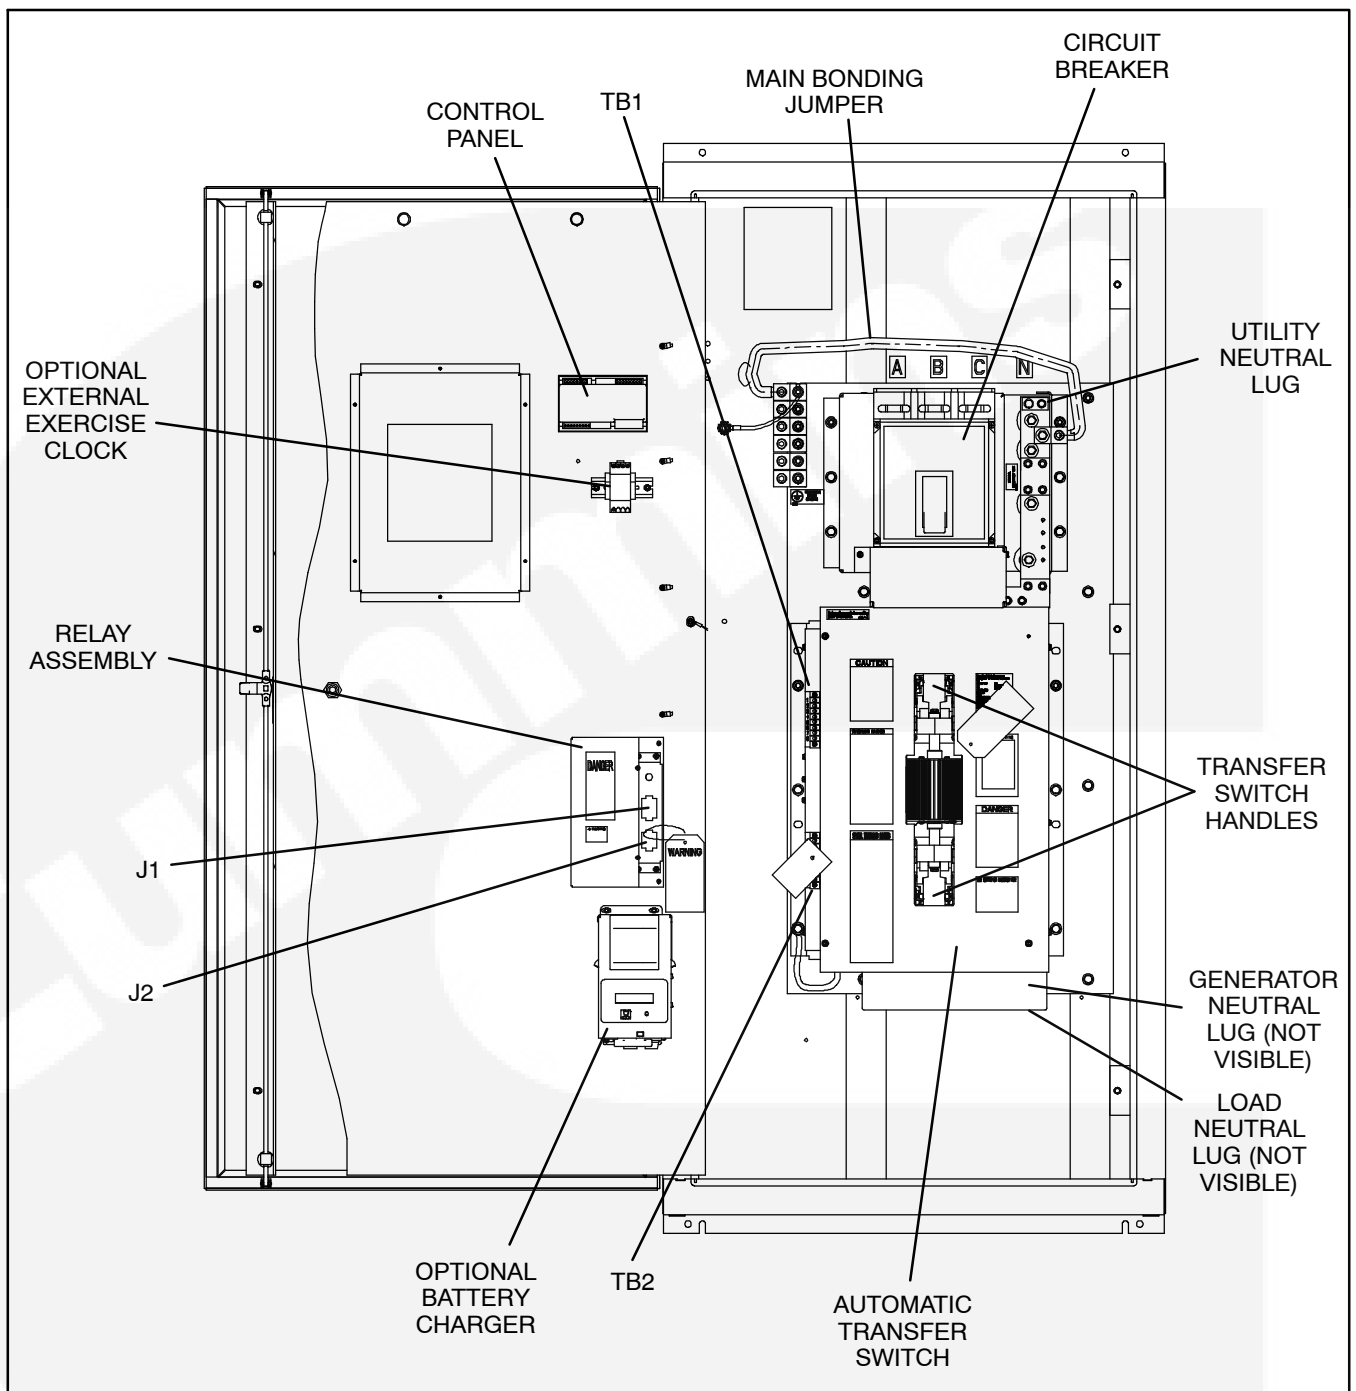 CIRCUIT
BREAKER
MAIN BONDING
JUMPER
TB1
CONTROL
PANEL
UTILITY
NEUTRAL
LUG
OPTIONAL
EXTERNAL
EXERCISE
CLOCK
A B C N
RELAY
ASSEMBLY
CAUTION
DANGER
TRANSFER
SWITCH
HANDLES
DANGER
WARNING
J1
J2
GENERATOR
NEUTRAL
LUG (NOT
VISIBLE)
LOAD
NEUTRAL
LUG (NOT
VISIBLE)
OPTIONAL
BATTERY
CHARGER
TB2
AUTOMATIC
TRANSFER
SWITCH
Cummins